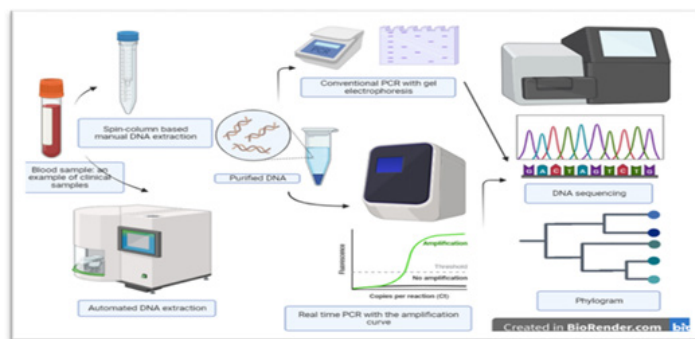 Blood sample: an
example of clinical
samples
Spin-column based
manual DNA extraction
Automated DNA extraction
Purified DNA
Conventional PCR with gel
electrophoresis
Fluorescence
Amplification
Threshold
No amplification
Copies per reaction (Ct)
Real time PCR with the amplification
curve
G A C T A G T C T G
DNA sequencing
Phylogram
Created in BioRender.com bio